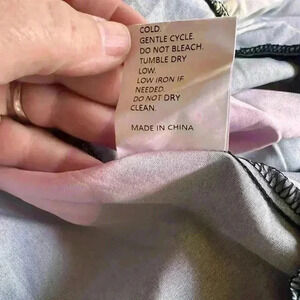 COLD.
GENTLE CYCLE.
DO NOT BLEACH.
TUMBLE DRY
LOW.
LOW IRON IF
NEEDED.
DO NOT DRY
CLEAN.
MADE IN CHINA